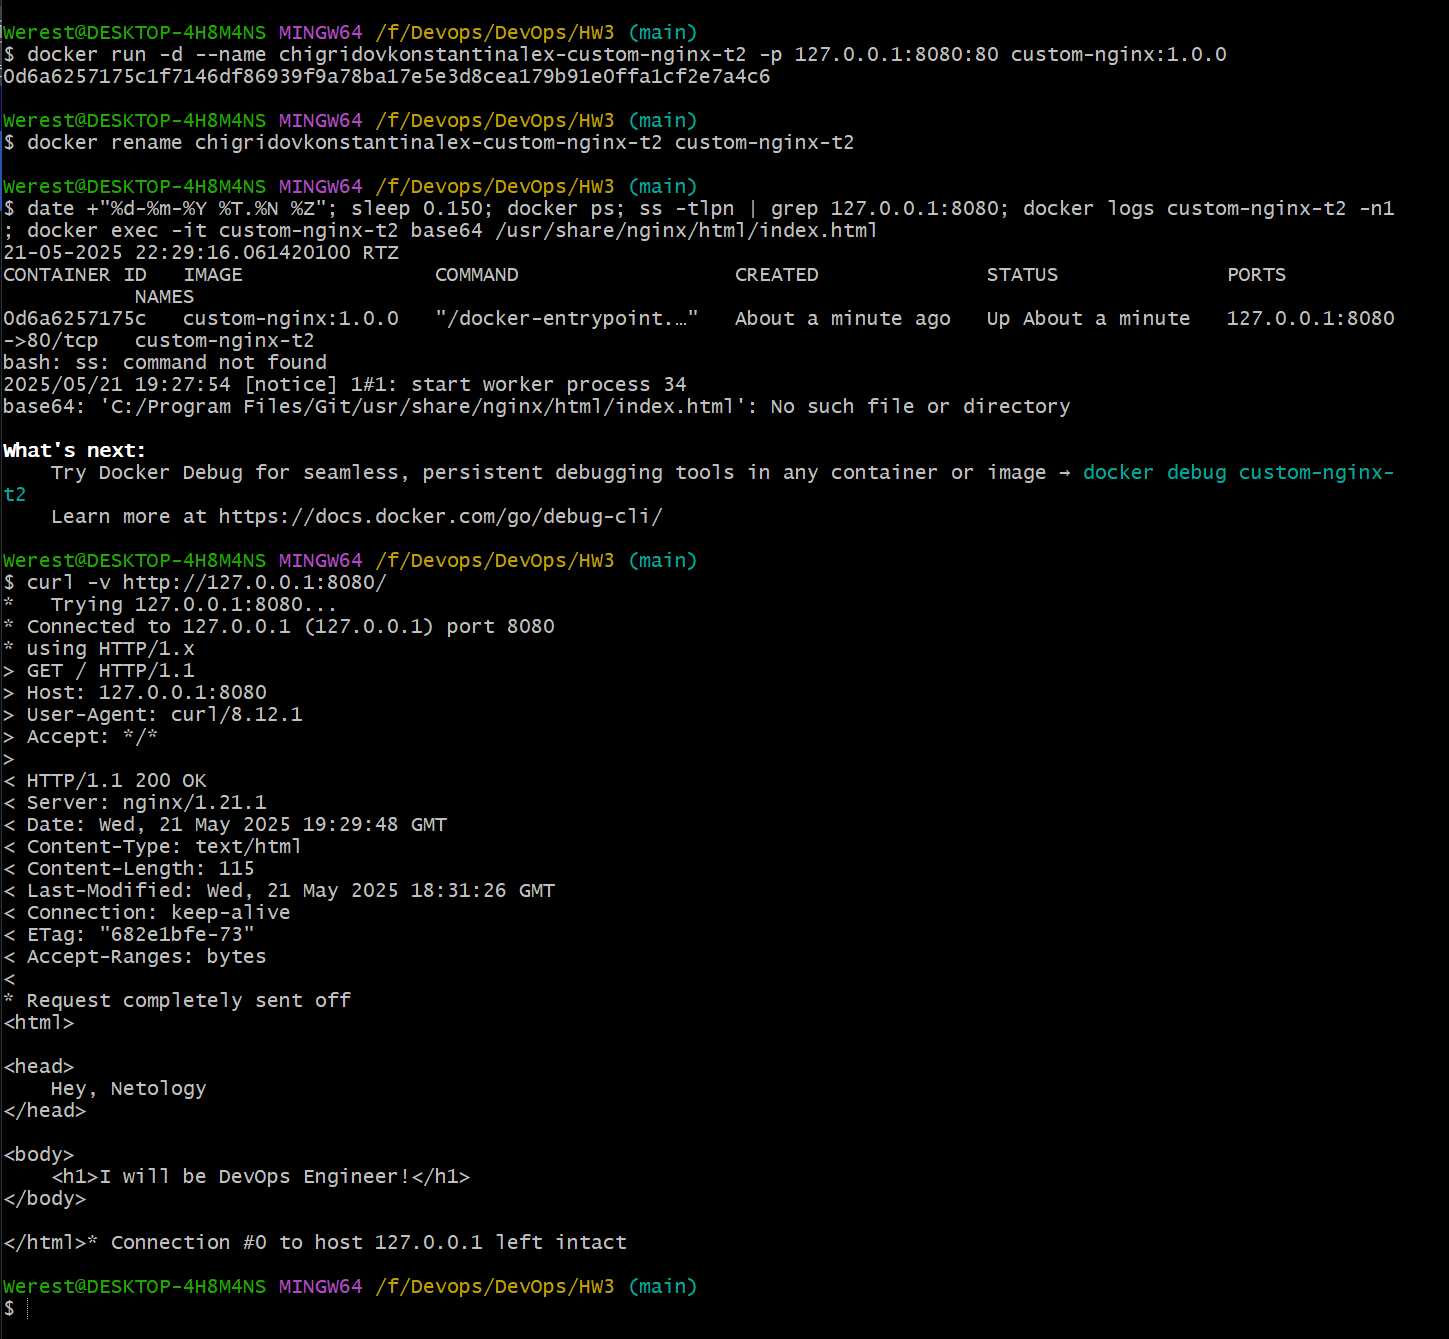 Werest@DESKTOP-4H8M4NS MINGW64 /f/Devops/DevOps/HW3 (main)
$ docker run -d --name chigridovkonstantinalex-custom-nginx-t2 -p 127.0.0.1:8080:80 custom-nginx:1.0.0
0d6a6257175c1f7146df86939f9a78ba17e5e3d8cea179b91e0ffa1cf2e7a4c6
Werest@DESKTOP-4H8M4NS MINGW64 /f/Devops/DevOps/HW3 (main)
$ docker rename chigridovkonstantinalex-custom-nginx-t2 custom-nginx-t2
Werest@DESKTOP-4H8M4NS MINGW64 /f/Devops/DevOps/HW3 (main)
$ date +"%d-%m-%Y %T.%N %Z"; sleep 0.150; docker ps; ss -tlpn | grep 127.0.0.1:8080; docker logs custom-nginx-t2 -n1
; docker exec -it custom-nginx-t2 base64 /usr/share/nginx/html/index.html
21-05-2025 22:29:16.061420100 RTZ
CONTAINER ID   IMAGE                COMMAND                  CREATED              STATUS              PORTS
           NAMES
0d6a6257175c   custom-nginx:1.0.0   "/docker-entrypoint.…"   About a minute ago   Up About a minute   127.0.0.1:8080
->80/tcp   custom-nginx-t2
bash: ss: command not found
2025/05/21 19:27:54 [notice] 1#1: start worker process 34
base64: 'C:/Program Files/Git/usr/share/nginx/html/index.html': No such file or directory
What's next:
    Try Docker Debug for seamless, persistent debugging tools in any container or image → docker debug custom-nginx-
t2
    Learn more at https://docs.docker.com/go/debug-cli/
Werest@DESKTOP-4H8M4NS MINGW64 /f/Devops/DevOps/HW3 (main)
$ curl -v http://127.0.0.1:8080/
*   Trying 127.0.0.1:8080...
* Connected to 127.0.0.1 (127.0.0.1) port 8080
* using HTTP/1.x
> GET / HTTP/1.1
> Host: 127.0.0.1:8080
> User-Agent: curl/8.12.1
> Accept: */*
>
< HTTP/1.1 200 OK
< Server: nginx/1.21.1
< Date: Wed, 21 May 2025 19:29:48 GMT
< Content-Type: text/html
< Content-Length: 115
< Last-Modified: Wed, 21 May 2025 18:31:26 GMT
< Connection: keep-alive
< ETag: "682e1bfe-73"
< Accept-Ranges: bytes
<
* Request completely sent off
<html>
<head>
    Hey, Netology
</head>
<body>
    <h1>I will be DevOps Engineer!</h1>
</body>
</html>* Connection #0 to host 127.0.0.1 left intact
Werest@DESKTOP-4H8M4NS MINGW64 /f/Devops/DevOps/HW3 (main)
$